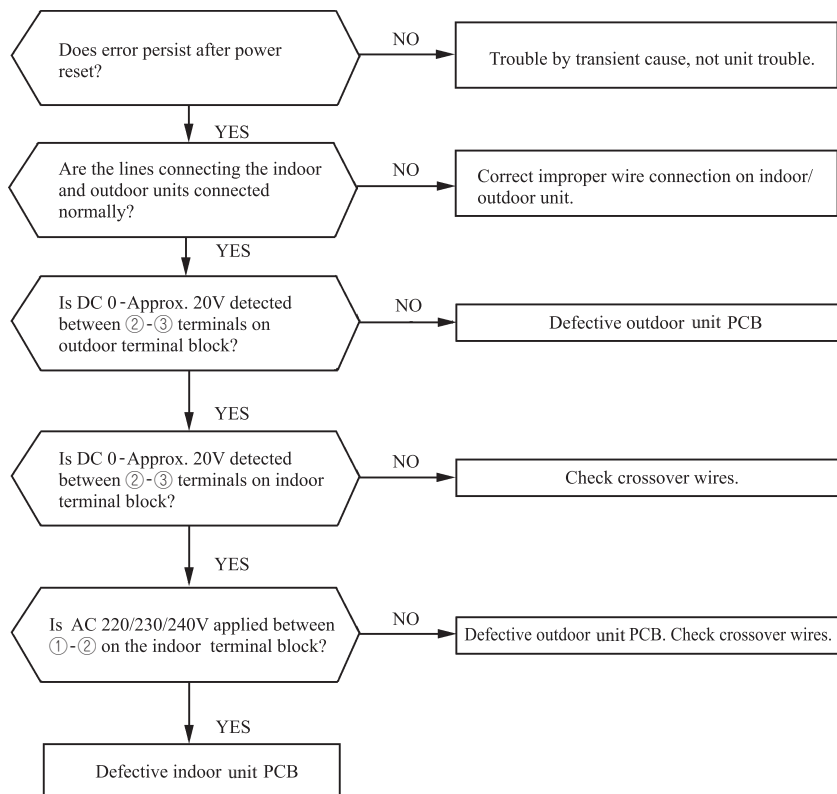 Does error persist after power
reset?
NO
Trouble by transient cause, not unit trouble.
YES
Are the lines connecting the indoor
and outdoor units connected
normally?
NO
Correct improper wire connection on indoor/
outdoor unit.
YES
Is DC 0-Approx. 20V detected
between ②-③ terminals on
outdoor terminal block?
NO
Defective outdoor unit PCB
YES
Is DC 0-Approx. 20V detected
between ②-③ terminals on indoor
terminal block?
NO
Check crossover wires.
YES
Is AC 220/230/240V applied between
①-② on the indoor terminal block?
NO
Defective outdoor unit PCB. Check crossover wires.
YES
Defective indoor unit PCB